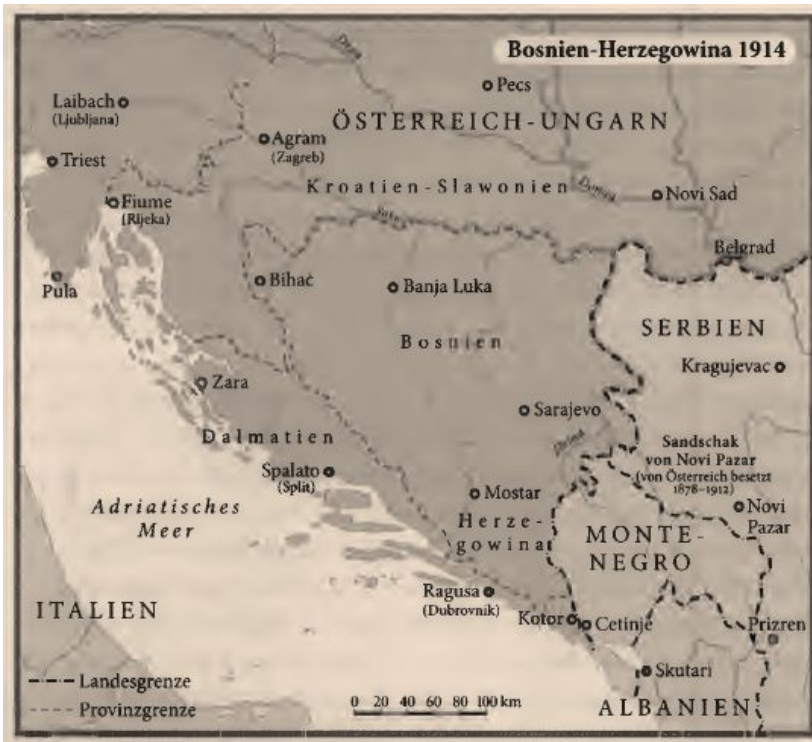 Bosnien-Herzegowina 1914
Drau
Pecs
Laibach
(Ljubljana)
ÖSTERREICH-UNGARN
Agram
(Zagreb)
Triest
Kroatien-Slawonien
Donau
Novi Sad
Fiume
(Rijeka)
Save
Belgrad
Pula
Bihać
Banja Luka
SERBIEN
Bosnien
Kragujevac
Zara
Sarajevo
Dalmatien
Drina
Sandschak
von Novi Pazar
(von Österreich besetzt
1878–1912)
Spalato
(Split)
Mostar
Novi
Pazar
Adriatisches
Meer
Herze-
gowina
MONTE-
NEGRO
ITALIEN
Ragusa
(Dubrovnik)
Kotor
Cetinje
Prizren
Skutari
Landesgrenze
Provinzgrenze
0 20 40 60 80 100 km
ALBANIEN